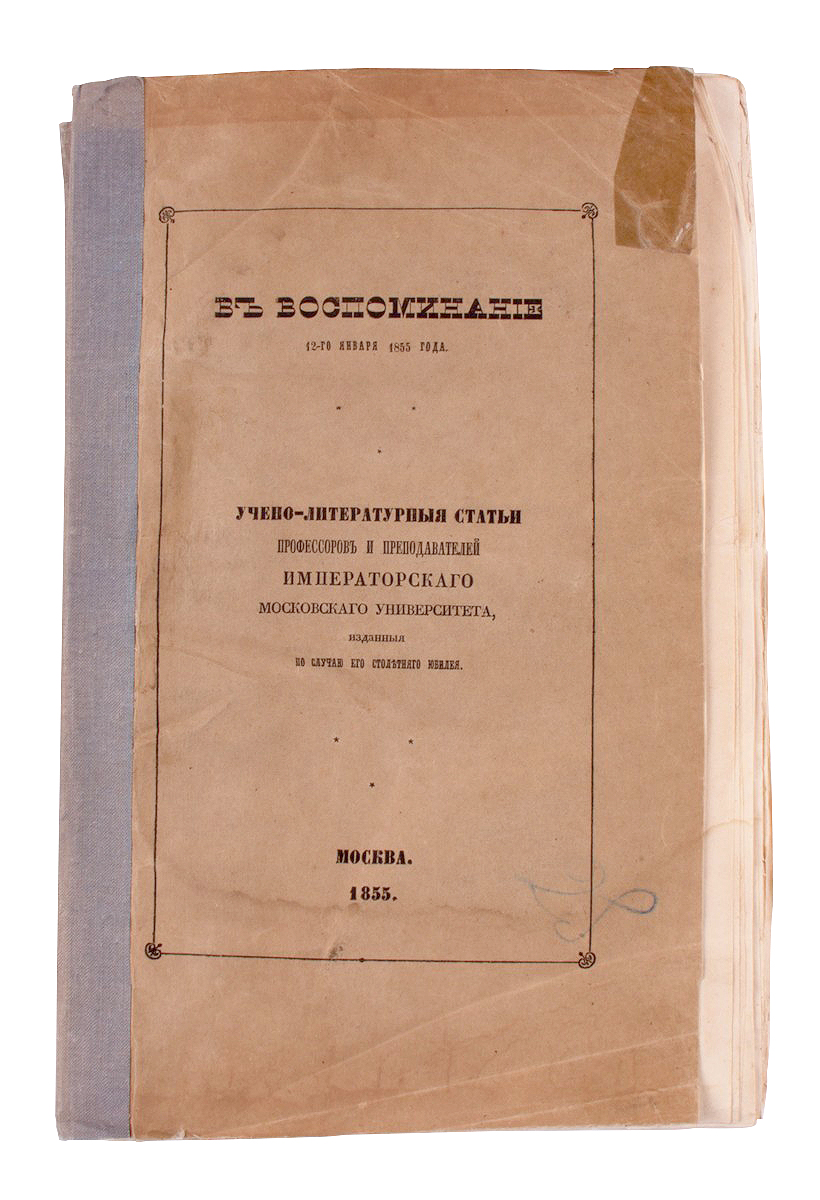 ВЪ ВОСПОМИНАНІЕ
12-ГО ЯНВАРЯ 1855 ГОДА.
УЧЕНО-ЛИТЕРАТУРНЫЯ СТАТЬИ
ПРОФЕССОРОВЪ И ПРЕПОДАВАТЕЛЕЙ
ИМПЕРАТОРСКАГО
МОСКОВСКАГО УНИВЕРСИТЕТА,
изданныя
ПО СЛУЧАЮ ЕГО СТОЛѢТНЯГО ЮБИЛЕЯ.
МОСКВА.
1855.